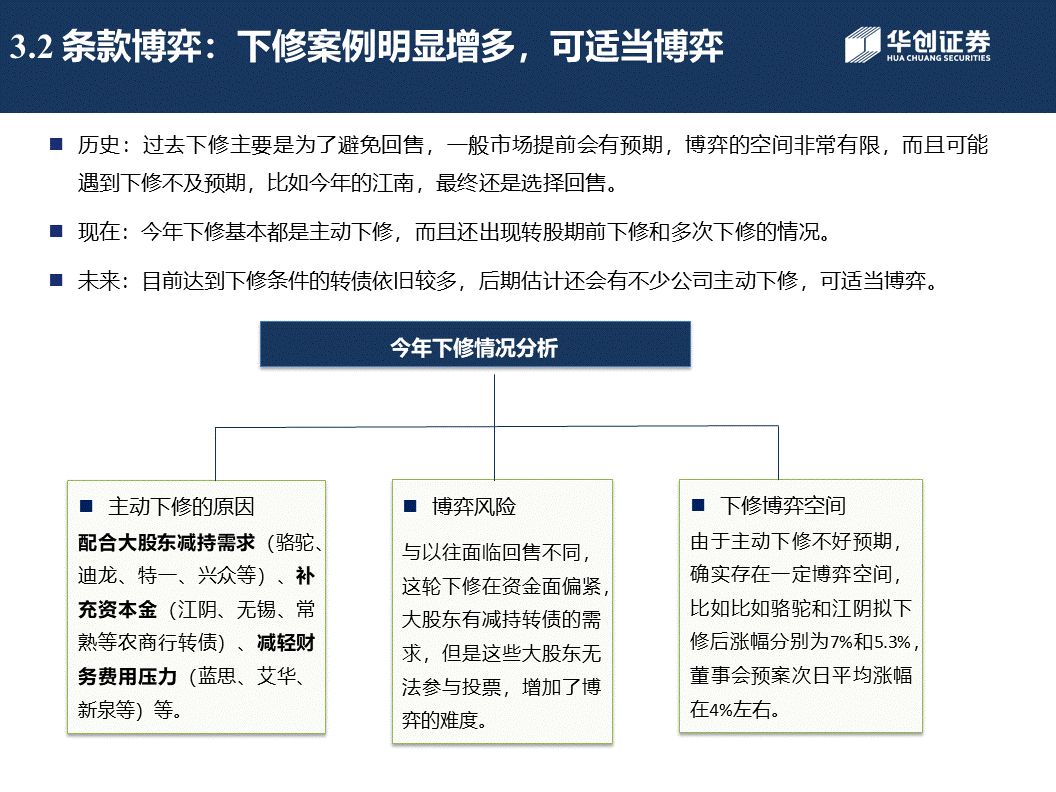 3.2 条款博弈：下修案例明显增多，可适当博弈
华创证券
HUA CHUANG SECURITIES
■ 历史：过去下修主要是为了避免回售，一般市场提前会有预期，博弈的空间非常有限，而且可能
遇到下修不及预期，比如今年的江南，最终还是选择回售。
■ 现在：今年下修基本都是主动下修，而且还出现转股期前下修和多次下修的情况。
■ 未来：目前达到下修条件的转债依旧较多，后期估计还会有不少公司主动下修，可适当博弈。
今年下修情况分析
■ 主动下修的原因
配合大股东减持需求（骆驼、
迪龙、特一、兴众等）、补
充资本金（江阴、无锡、常
熟等农商行转债）、减轻财
务费用压力（蓝思、艾华、
新泉等）等。
■ 博弈风险
与以往面临回售不同，
这轮下修在资金面偏紧，
大股东有减持转债的需
求，但是这些大股东无
法参与投票，增加了博
弈的难度。
■ 下修博弈空间
由于主动下修不好预期，
确实存在一定博弈空间，
比如比如骆驼和江阴拟下
修后涨幅分别为7%和5.3%，
董事会预案次日平均涨幅
在4%左右。